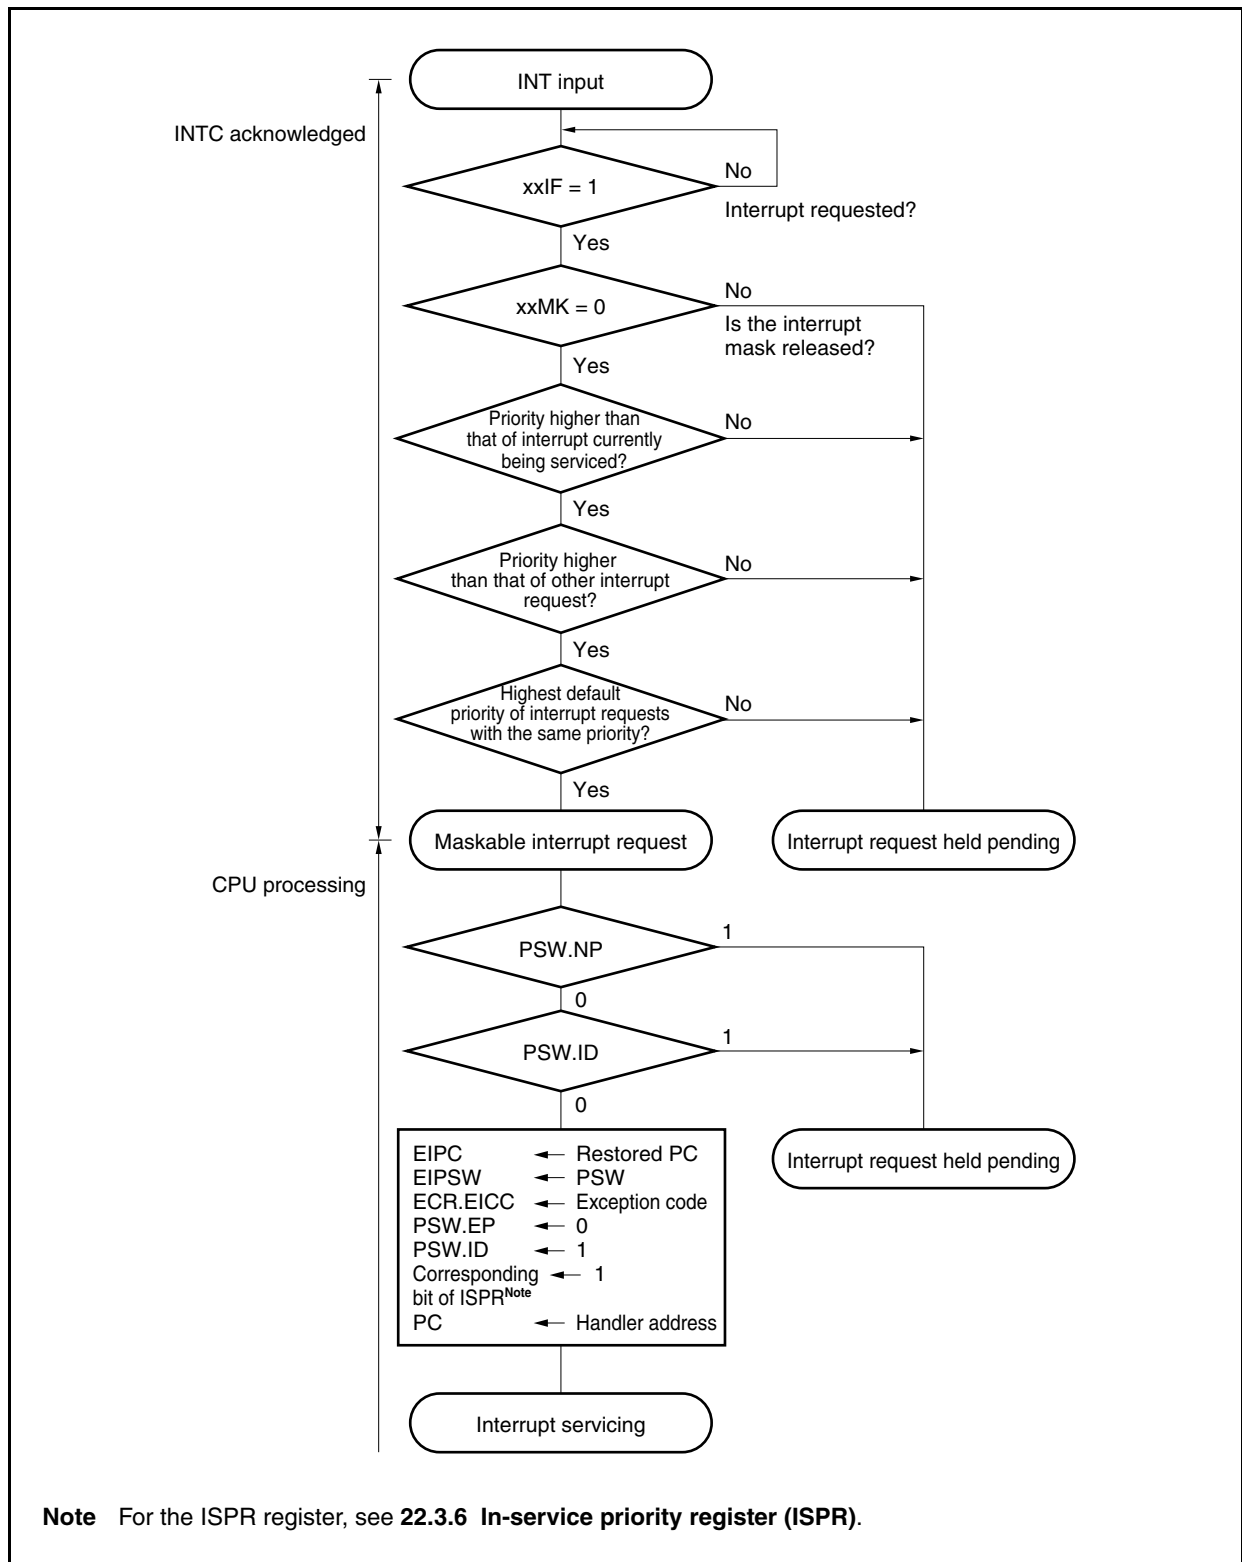 INT input
INTC acknowledged
xxIF = 1
No
Interrupt requested?
Yes
xxMK = 0
No
Is the interrupt
mask released?
Yes
Priority higher than
that of interrupt currently
being serviced?
No
Yes
Priority higher
than that of other interrupt
request?
No
Yes
Highest default
priority of interrupt requests
with the same priority?
No
Yes
Maskable interrupt request
Interrupt request held pending
CPU processing
PSW.NP
1
0
PSW.ID
1
0
EIPC ← Restored PC
EIPSW ← PSW
ECR.EICC ← Exception code
PSW.EP ← 0
PSW.ID ← 1
Corresponding ← 1
bit of ISPRNote
PC ← Handler address
Interrupt request held pending
Interrupt servicing
Note For the ISPR register, see 22.3.6 In-service priority register (ISPR).